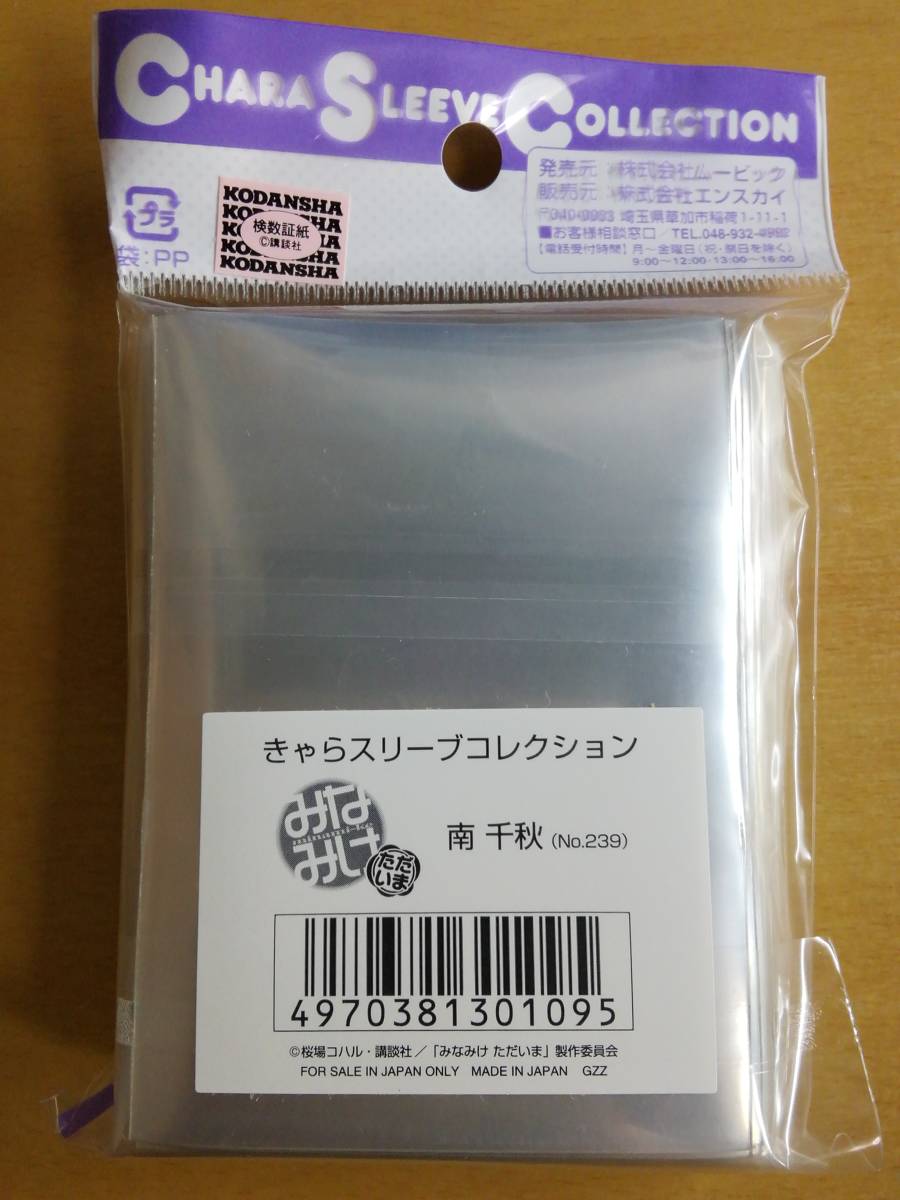 CHARA SLEEVE COLLECTION
発売元 株式会社ムービック
販売元 株式会社エンスカイ
埼玉県草加市稲荷1-11-1
■お客様相談窓口/TEL.048-932-
【電話受付時間】月~金曜日(祝・祭日を除く)
9:00~12:00・13:00~16:00
プラ
袋:PP
KODANSHA
KODANSHA
検数証紙
©講談社
KODANSHA
KODANSHA
きゃらスリーブコレクション
みな
みけ
ただ
いま
南 千秋 (No.239)
4970381301095
©桜場コハル・講談社/「みなみけ ただいま」製作委員会
FOR SALE IN JAPAN ONLY MADE IN JAPAN GZZ